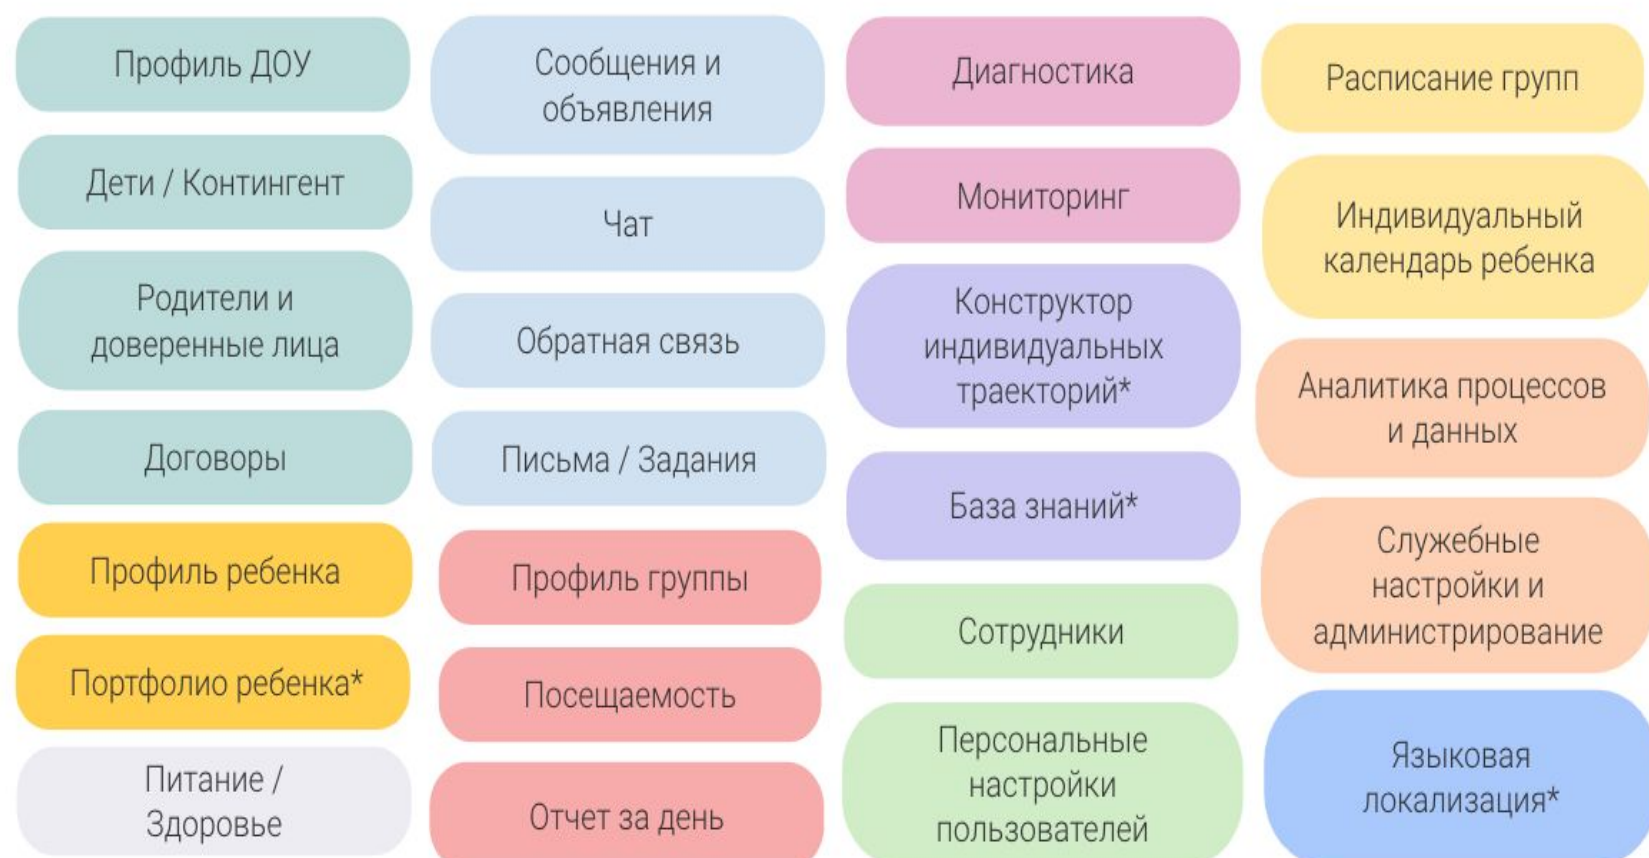 Профиль ДОУ
Дети / Контингент
Родители и
доверенные лица
Договоры
Профиль ребенка
Портфолио ребенка*
Питание /
Здоровье
Сообщения и
объявления
Чат
Обратная связь
Письма / Задания
Профиль группы
Посещаемость
Отчет за день
Диагностика
Мониторинг
Конструктор
индивидуальных
траекторий*
База знаний*
Сотрудники
Персональные
настройки
пользователей
Расписание групп
Индивидуальный
календарь ребенка
Аналитика процессов
и данных
Служебные
настройки и
администрирование
Языковая
локализация*